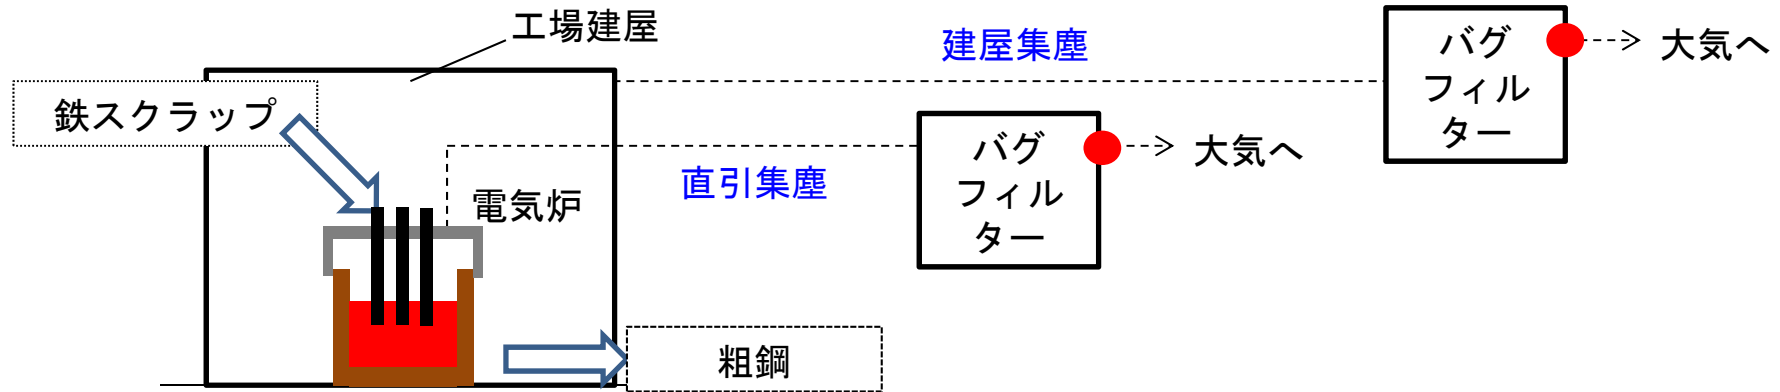 工場建屋
建屋集塵
バグ
フィル
ター
大気へ
鉄スクラップ
バグ
フィル
ター
大気へ
直引集塵
電気炉
粗鋼